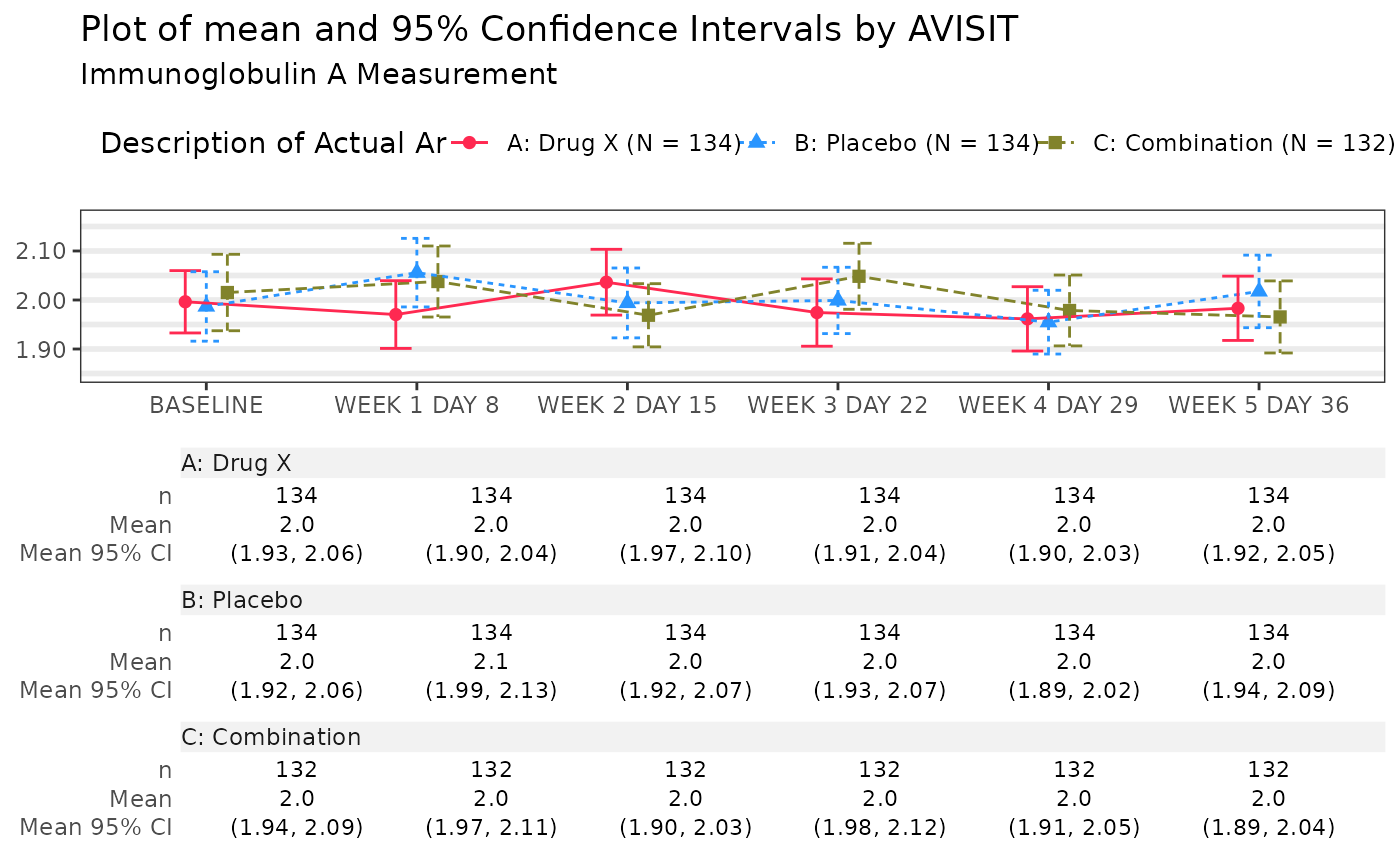 Plot of mean and 95% Confidence Intervals by AVISIT
Immunoglobulin A Measurement
Description of Actual Ar A: Drug X (N = 134) B: Placebo (N = 134) C: Combination (N = 132)
2.10
2.00
1.90
BASELINE WEEK 1 DAY 8 WEEK 2 DAY 15 WEEK 3 DAY 22 WEEK 4 DAY 29 WEEK 5 DAY 36
A: Drug X
n 134 134 134 134 134 134
Mean 2.0 2.0 2.0 2.0 2.0 2.0
Mean 95% CI (1.93, 2.06) (1.90, 2.04) (1.97, 2.10) (1.91, 2.04) (1.90, 2.03) (1.92, 2.05)
B: Placebo
n 134 134 134 134 134 134
Mean 2.0 2.1 2.0 2.0 2.0 2.0
Mean 95% CI (1.92, 2.06) (1.99, 2.13) (1.92, 2.07) (1.93, 2.07) (1.89, 2.02) (1.94, 2.09)
C: Combination
n 132 132 132 132 132 132
Mean 2.0 2.0 2.0 2.0 2.0 2.0
Mean 95% CI (1.94, 2.09) (1.97, 2.11) (1.90, 2.03) (1.98, 2.12) (1.91, 2.05) (1.89, 2.04)